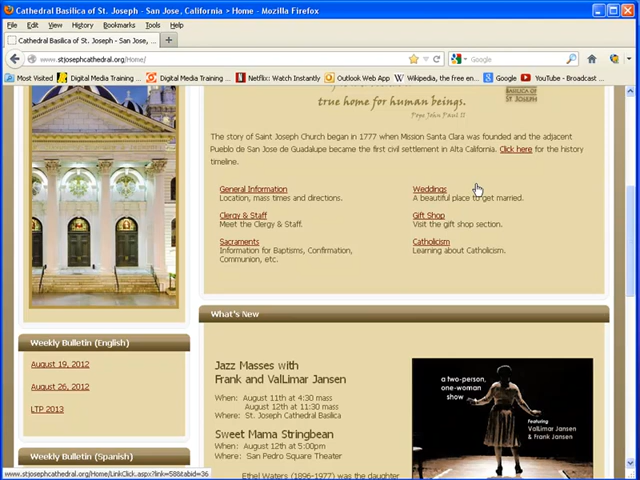 Cathedral Basilica of St. Joseph - San Jose, California > Home - Mozilla Firefox
File Edit View History Bookmarks Tools Help
Cathedral Basilica of St. Joseph - San Jose, ...
www.stjosephcathedral.org/Home/
Google
Most Visited Digital Media Training ... Digital Media Training ... Netflix: Watch Instantly Outlook Web App Wikipedia, the free en... Google YouTube - Broadcast ...
BASILICA OF
ST JOSEPH
true home for human beings.
Pope John Paul II
The story of Saint Joseph Church began in 1777 when Mission Santa Clara was founded and the adjacent
Pueblo de San Jose de Guadalupe became the first civil settlement in Alta California. Click here for the history
timeline.
General Information
Location, mass times and directions.
Weddings
A beautiful place to get married.
Clergy & Staff
Meet the Clergy & Staff.
Gift Shop
Visit the gift shop section.
Sacraments
Information for Baptisms, Confirmation,
Communion, etc.
Catholicism
Learning about Catholicism.
What's New
Weekly Bulletin (English)
August 19, 2012
August 26, 2012
LTP 2013
Weekly Bulletin (Spanish)
Jazz Masses with
Frank and ValLimar Jansen
When: August 11th at 4:30 mass
August 12th at 11:30 mass
Where: St. Joseph Cathedral Basilica
Sweet Mama Stringbean
When: August 12th at 5:00pm
Where: San Pedro Square Theater
Ethel Waters (1896-1977) was the daughter
a two-person,
one-woman
show
Featuring
ValLimar Jansen
& Frank Jansen
www.stjosephcathedral.org/Home/LinkClick.aspx?link=58&tabid=36